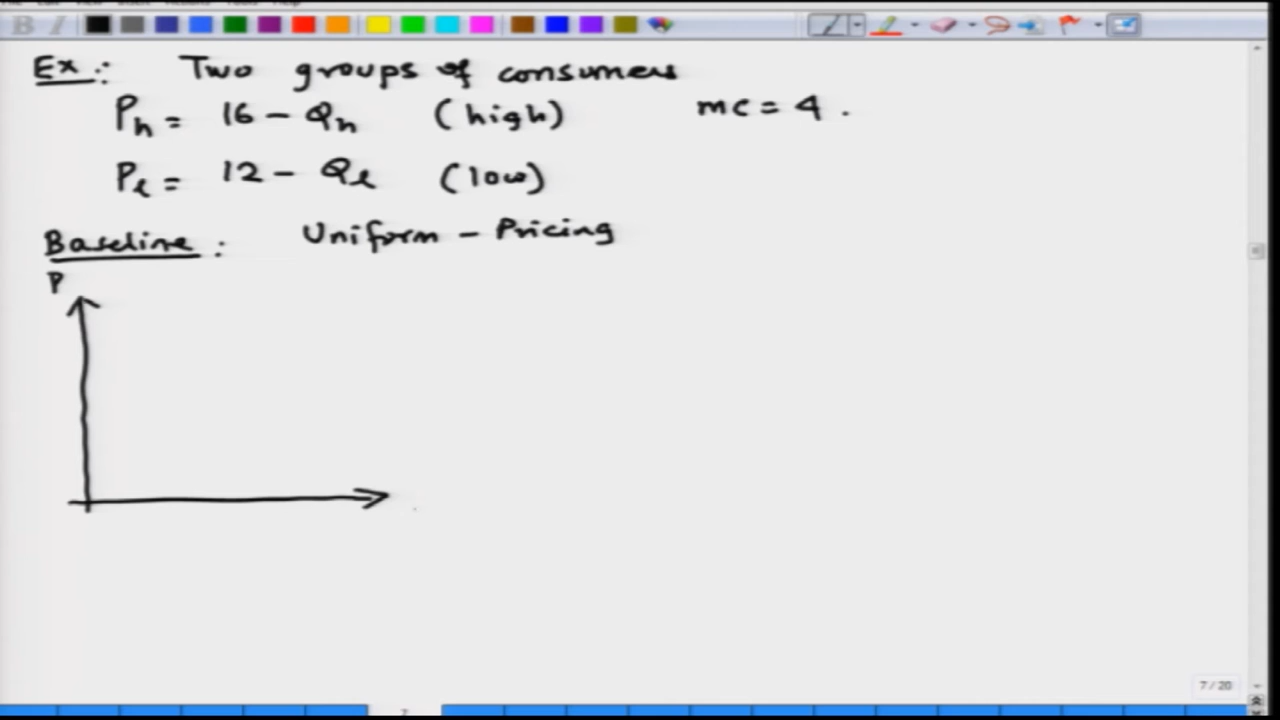 Ex: Two groups of consumers
Ph = 16 - Qh (high) mc = 4.
Pl = 12 - Ql (low)
Baseline: Uniform - Pricing
P
7 / 20